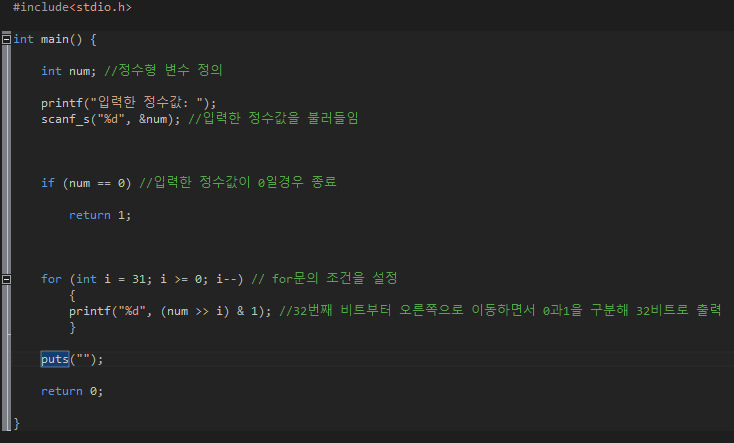 #include<stdio.h>
int main() {
int num; //정수형 변수 정의
printf("입력한 정수값: ");
scanf_s("%d", &num); //입력한 정수값을 불러들임
if (num == 0) //입력한 정수값이 0일경우 종료
return 1;
for (int i = 31; i >= 0; i--) // for문의 조건을 설정
{
printf("%d", (num >> i) & 1); //32번째 비트부터 오른쪽으로 이동하면서 0과1을 구분해 32비트로 출력
}
puts("");
return 0;
}